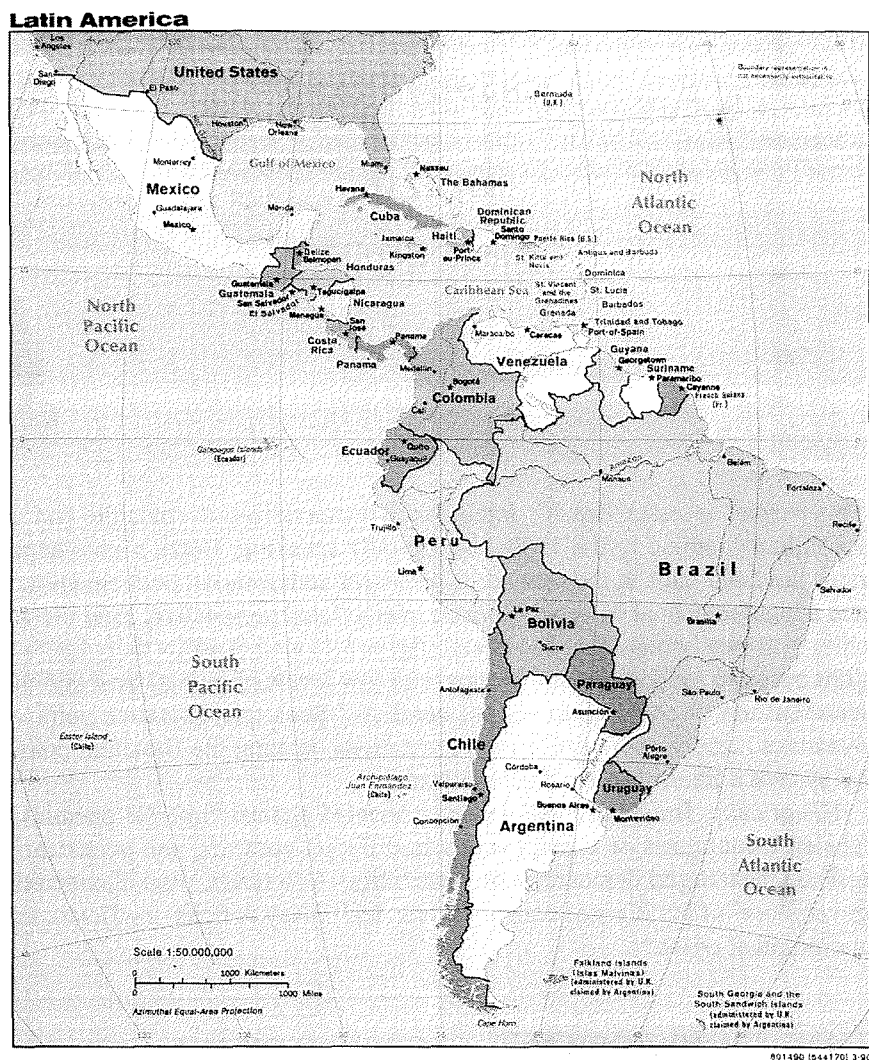 Latin America
Los
Angeles
San
Diego
United States
El Paso
Houston
New
Orleans
Boundary representation is
not necessarily authoritative
Bermuda
(U.K.)
Monterrey
Gulf of Mexico
Miami
Nassau
The Bahamas
North
Atlantic
Ocean
Mexico
Guadalajara
Mexico
Mérida
Havana
Cuba
Dominican
Republic
Santo
Domingo
Puerto Rico (U.S.)
Jamaica
Kingston
Haiti
Port-
au-Prince
St. Kitts and
Nevis
Antigua and Barbuda
Belize
Belmopan
Honduras
Dominica
Guatemala
Guatemala
San Salvador
El Salvador
Tegucigalpa
Caribbean Sea
St. Vincent
and the
Grenadines
St. Lucia
Barbados
Grenada
North
Pacific
Ocean
Nicaragua
Managua
San
José
Costa
Rica
Panama
Panama
Maracaibo
Caracas
Trinidad and Tobago
Port-of-Spain
Venezuela
Guyana
Georgetown
Suriname
Paramaribo
Cayenne
French Guiana
(Fr.)
Medellín
Bogotá
Colombia
Cali
Galapagos Islands
(Ecuador)
Ecuador
Quito
Guayaquil
Amazon
Manaus
Belém
Fortaleza
Recife
Trujillo
Peru
Lima
Brazil
Salvador
La Paz
Bolivia
Sucre
Brasília
South
Pacific
Ocean
Antofagasta
Paraguay
Asunción
São Paulo
Rio de Janeiro
Easter Island
(Chile)
Chile
Córdoba
Pôrto
Alegre
Archipiélago
Juan Fernández
(Chile)
Valparaíso
Santiago
Rosario
Uruguay
Buenos Aires
Montevideo
Concepción
Argentina
South
Atlantic
Ocean
Scale 1:50,000,000
0
1000 Kilometers
0
1000 Miles
Azimuthal Equal-Area Projection
Falkland Islands
(Islas Malvinas)
(administered by U.K.
claimed by Argentina)
South Georgia and the
South Sandwich Islands
(administered by U.K.
claimed by Argentina)
Cape Horn
801490 (544170) 3-90